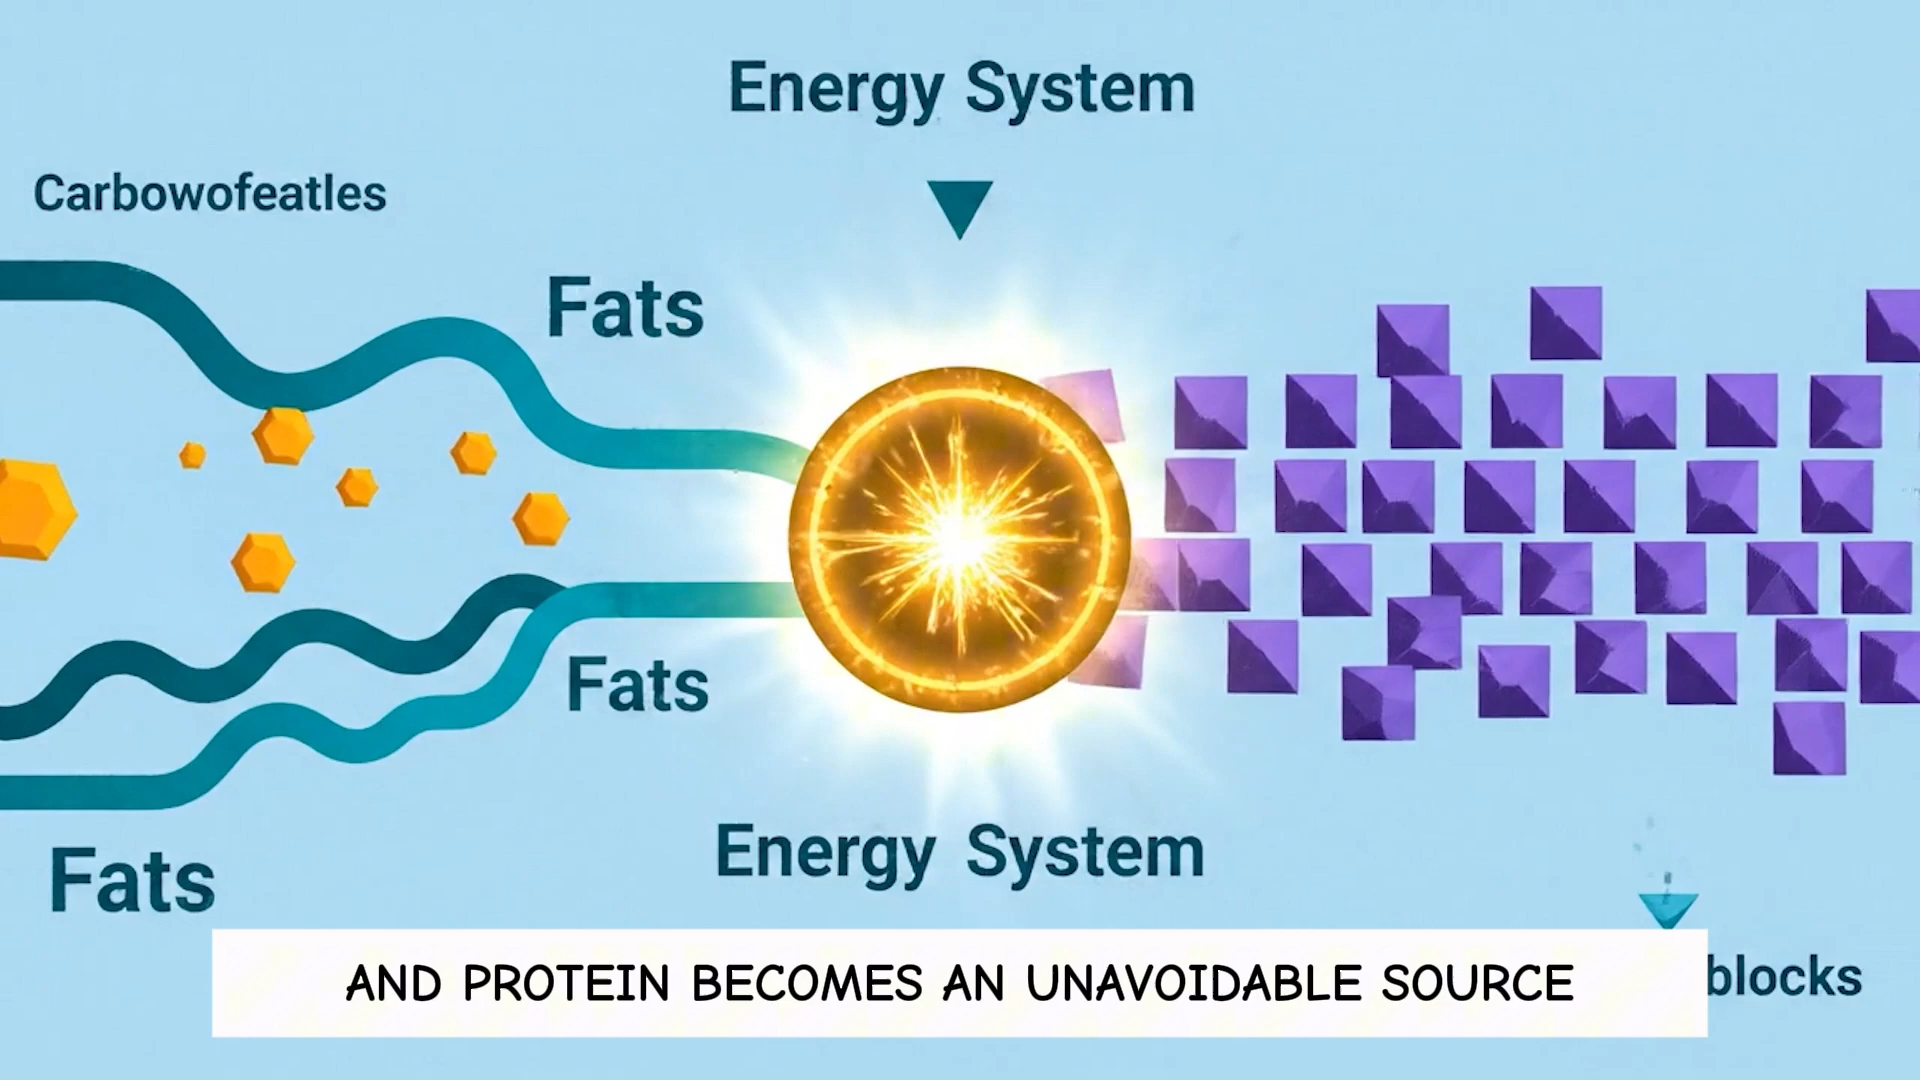 Energy System
Carbowofeatles
Fats
Fats
Energy System
Fats
AND PROTEIN BECOMES AN UNAVOIDABLE SOURCE
blocks